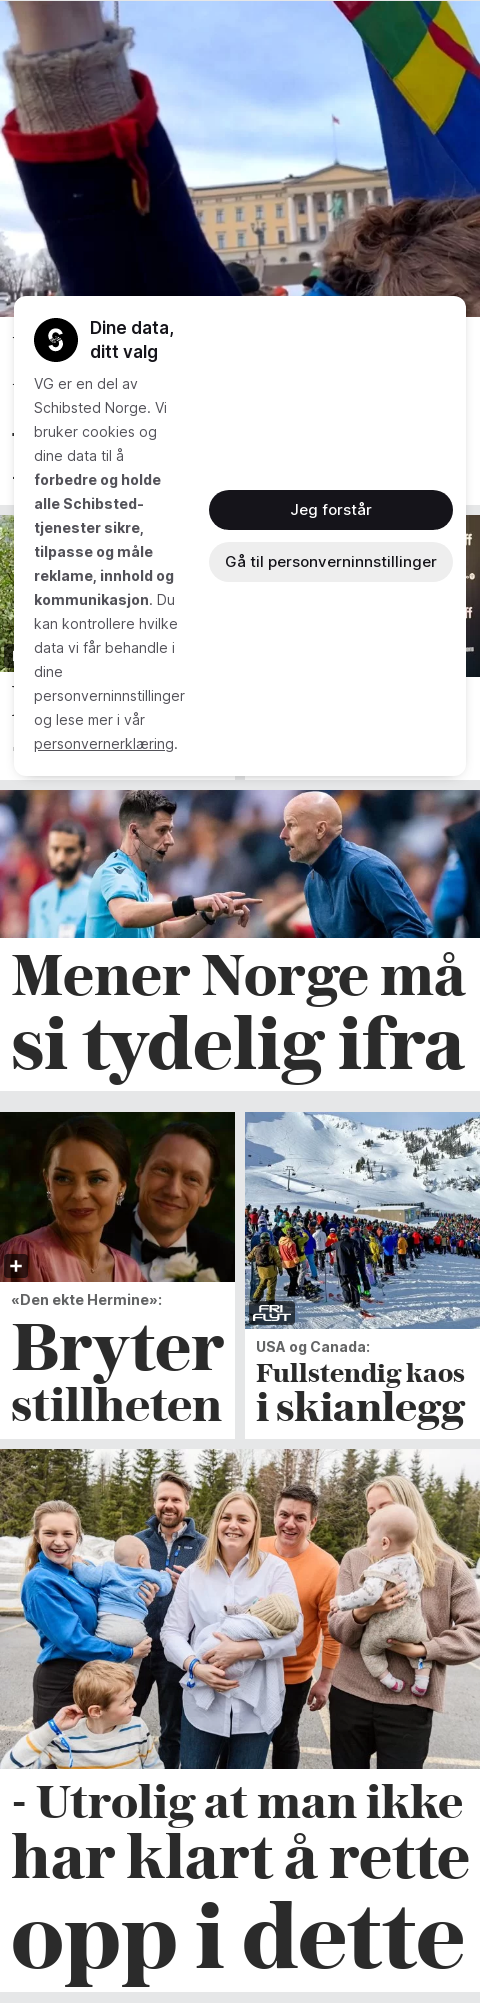 Dine data,
ditt valg
VG er en del av
Schibsted Norge. Vi
bruker cookies og
dine data til å
forbedre og holde
alle Schibsted-
tjenester sikre,
tilpasse og måle
reklame, innhold og
kommunikasjon. Du
kan kontrollere hvilke
data vi får behandle i
dine
personverninnstillinger
og lese mer i vår
personvernerklæring.
Jeg forstår
Gå til personverninnstillinger
Mener Norge må
si tydelig ifra
«Den ekte Hermine»:
Bryter
stillheten
FRI
FLYT
USA og Canada:
Fullstendig kaos
i skianlegg
- Utrolig at man ikke
har klart å rette
opp i dette